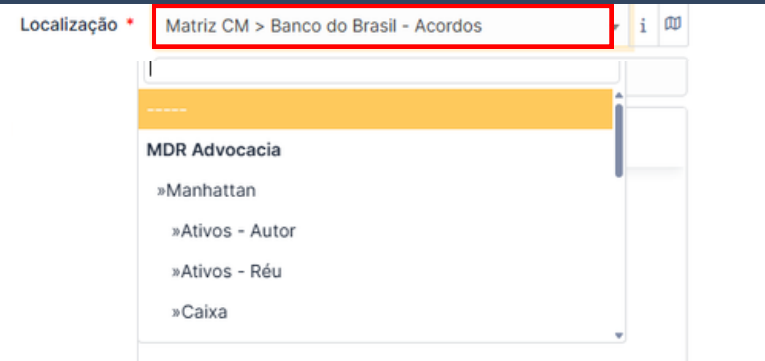 Localização * Matriz CM > Banco do Brasil - Acordos i
-----
MDR Advocacia
»Manhattan
»Ativos - Autor
»Ativos - Réu
»Caixa